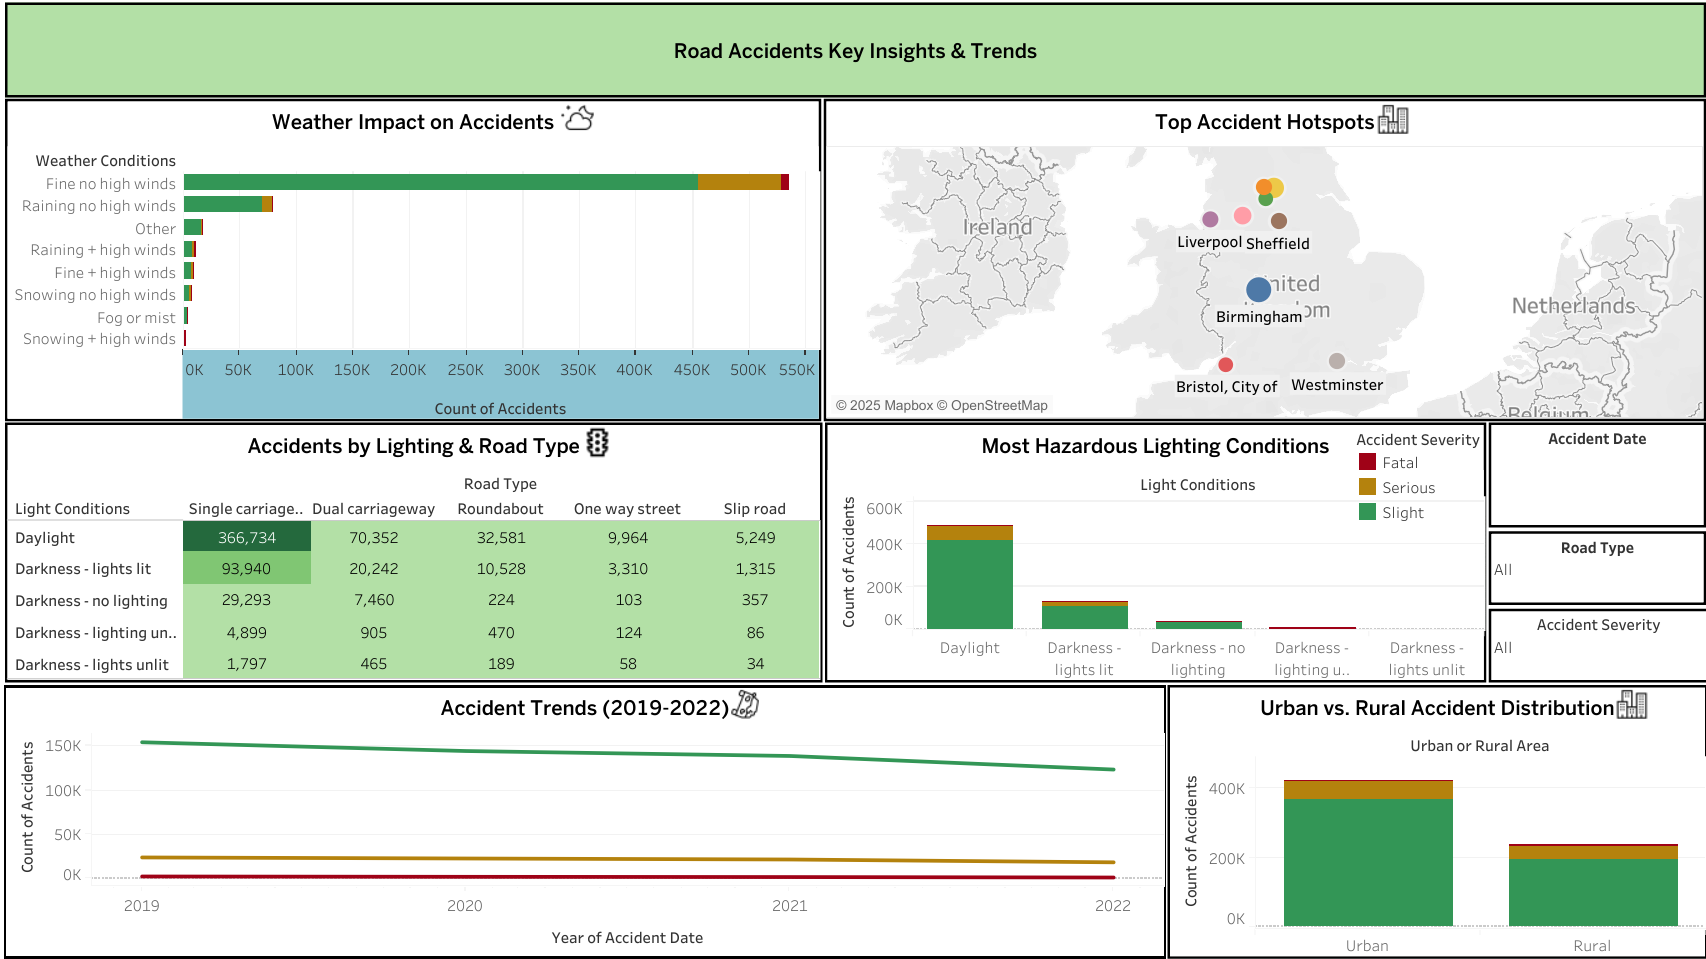 Road Accidents Key Insights & Trends
Weather Impact on Accidents
Weather Conditions
Fine no high winds
Raining no high winds
Other
Raining + high winds
Fine + high winds
Snowing no high winds
Fog or mist
Snowing + high winds
0K 50K 100K 150K 200K 250K 300K 350K 400K 450K 500K 550K
Count of Accidents
Top Accident Hotspots
Ireland
Liverpool Sheffield
United Kingdom
Birmingham
Netherlands
Bristol, City of Westminster
© 2025 Mapbox © OpenStreetMap
Belgium
Accidents by Lighting & Road Type
Road Type
Light Conditions Single carriage.. Dual carriageway Roundabout One way street Slip road
Daylight 366,734 70,352 32,581 9,964 5,249
Darkness - lights lit 93,940 20,242 10,528 3,310 1,315
Darkness - no lighting 29,293 7,460 224 103 357
Darkness - lighting un.. 4,899 905 470 124 86
Darkness - lights unlit 1,797 465 189 58 34
Most Hazardous Lighting Conditions
Light Conditions
Count of Accidents
600K
400K
200K
0K
Daylight
Darkness -
lights lit
Darkness - no
lighting
Darkness -
lighting u..
Darkness -
lights unlit
Accident Severity
Fatal
Serious
Slight
Accident Date
Road Type
All
Accident Severity
All
Accident Trends (2019-2022)
Count of Accidents
150K
100K
50K
0K
2019 2020 2021 2022
Year of Accident Date
Urban vs. Rural Accident Distribution
Urban or Rural Area
Count of Accidents
400K
200K
0K
Urban Rural